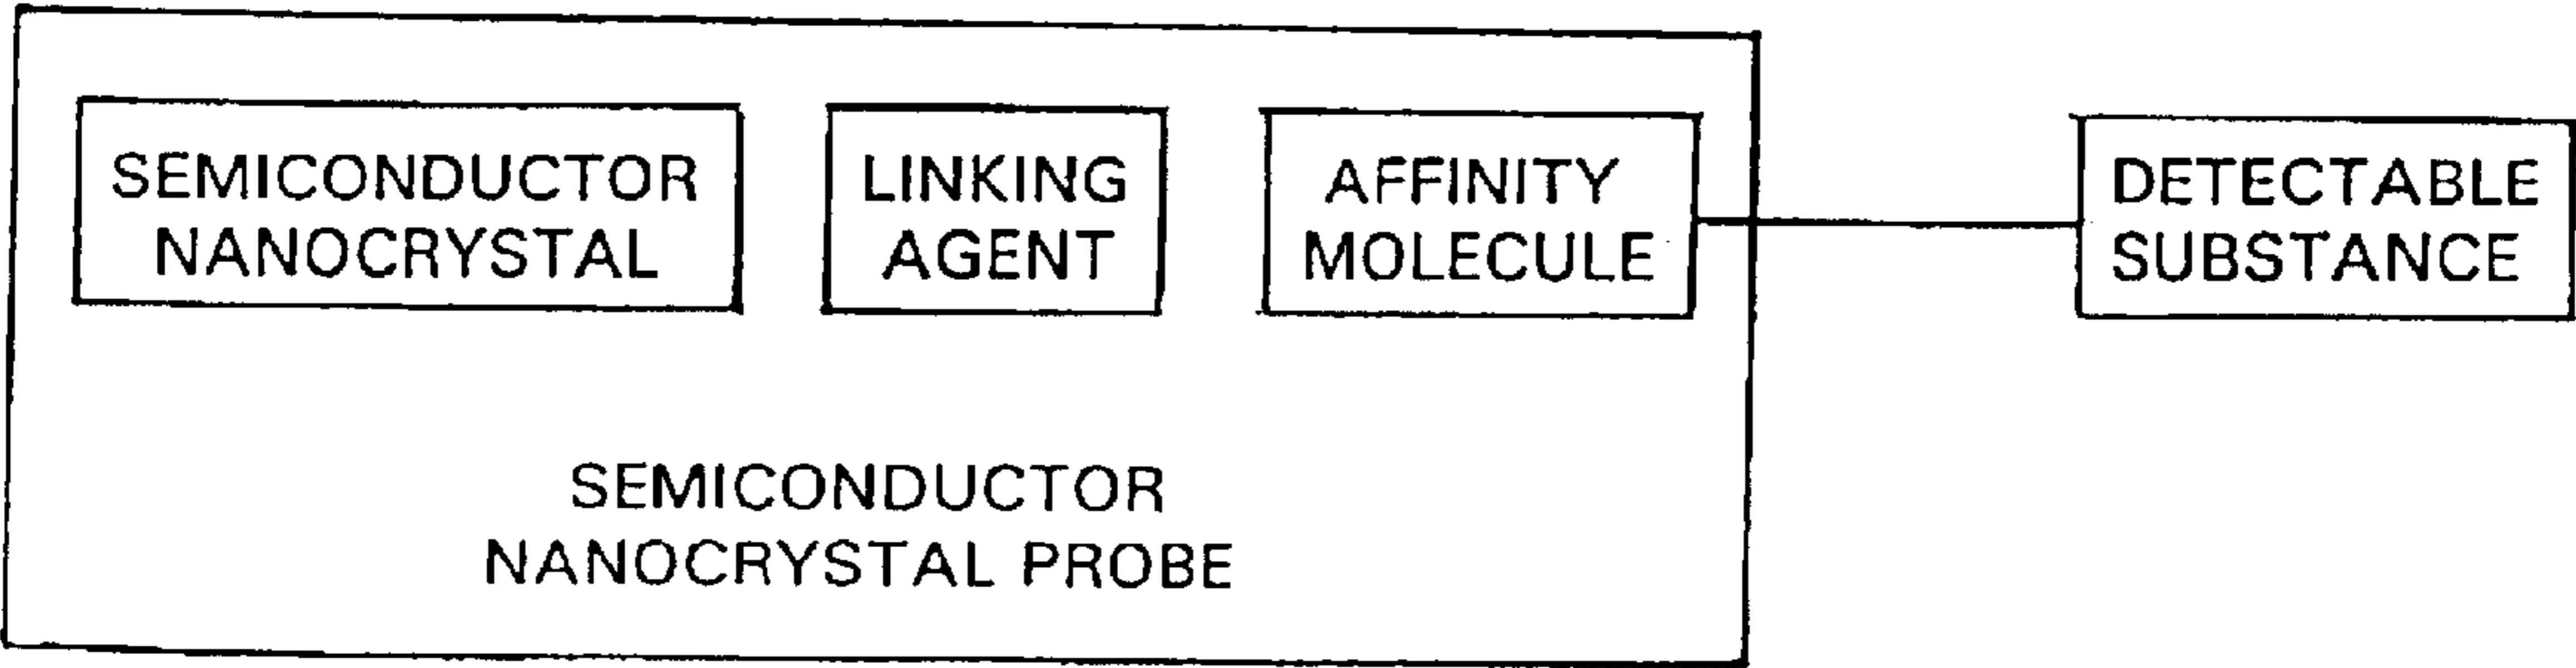 SEMICONDUCTOR
NANOCRYSTAL
LINKING
AGENT
AFFINITY
MOLECULE
DETECTABLE
SUBSTANCE
SEMICONDUCTOR
NANOCRYSTAL PROBE